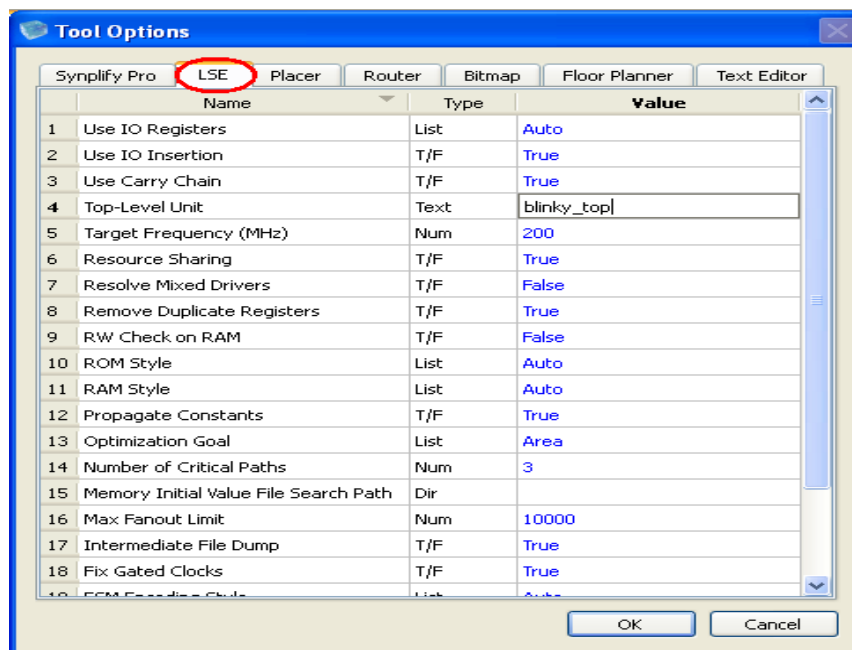 Tool Options
Synplify Pro LSE Placer Router Bitmap Floor Planner Text Editor
Name Type Value
1 Use IO Registers List Auto
2 Use IO Insertion T/F True
3 Use Carry Chain T/F True
4 Top-Level Unit Text blinky_top
5 Target Frequency (MHz) Num 200
6 Resource Sharing T/F True
7 Resolve Mixed Drivers T/F False
8 Remove Duplicate Registers T/F True
9 RW Check on RAM T/F False
10 ROM Style List Auto
11 RAM Style List Auto
12 Propagate Constants T/F True
13 Optimization Goal List Area
14 Number of Critical Paths Num 3
15 Memory Initial Value File Search Path Dir
16 Max Fanout Limit Num 10000
17 Intermediate File Dump T/F True
18 Fix Gated Clocks T/F True
OK Cancel